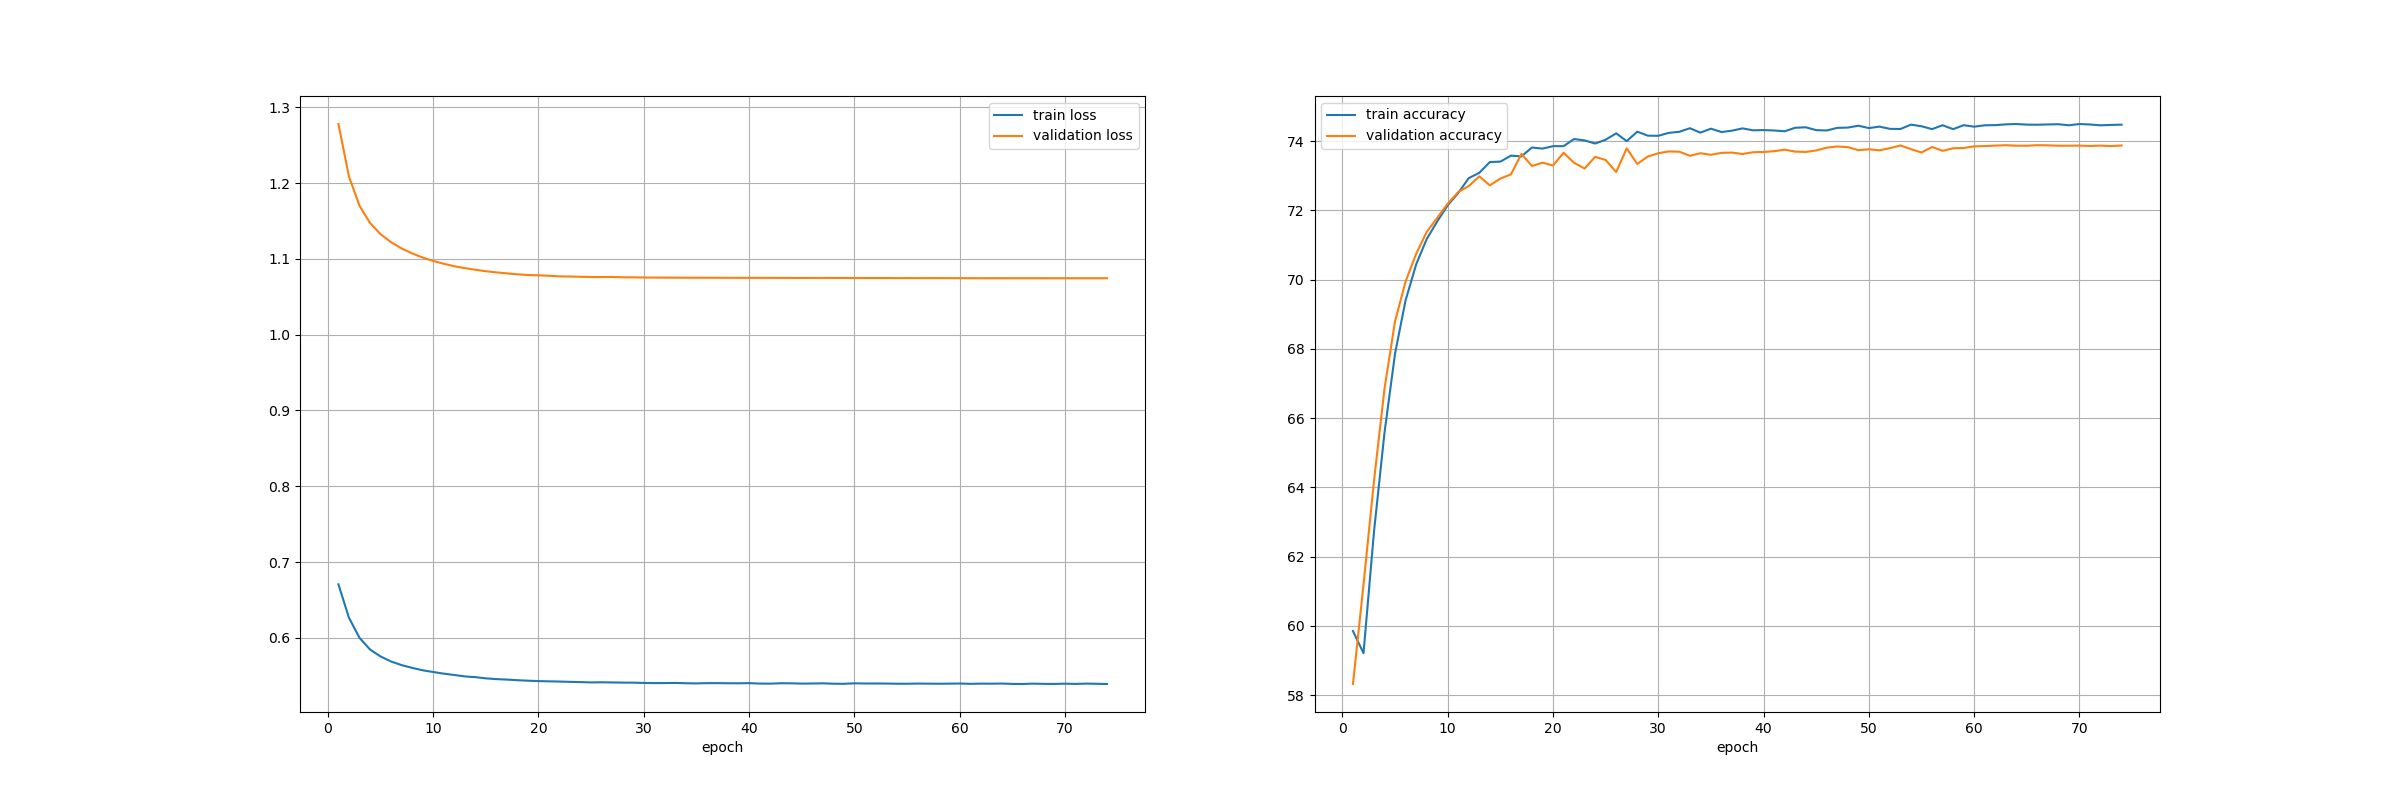 1.3
1.2
1.1
1.0
0.9
0.8
0.7
0.6
0 10 20 30 40 50 60 70
epoch
train loss
validation loss
74
72
70
68
66
64
62
60
58
0 10 20 30 40 50 60 70
epoch
train accuracy
validation accuracy